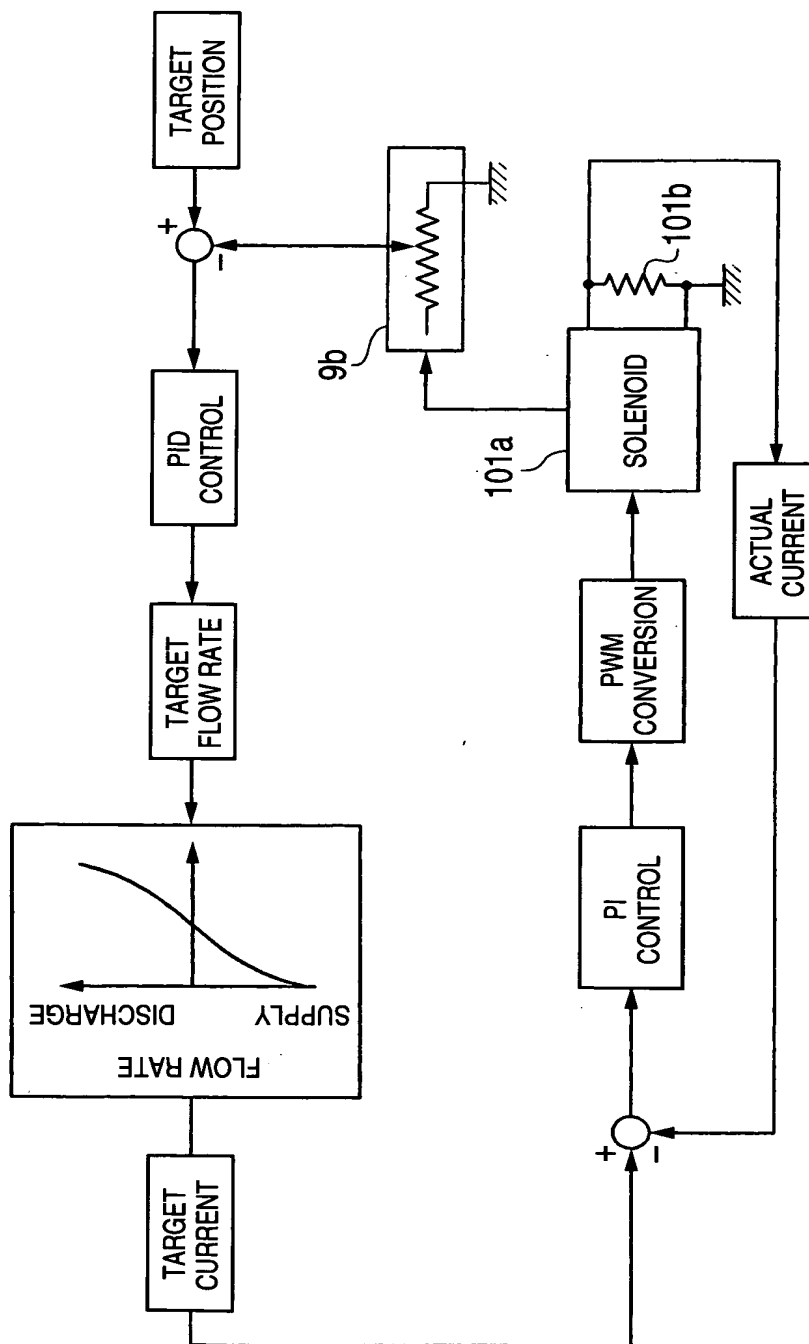 TARGET
POSITION
+
-
PID
CONTROL
TARGET
FLOW RATE
FLOW RATE
DISCHARGE
SUPPLY
TARGET
CURRENT
+
-
PI
CONTROL
PWM
CONVERSION
SOLENOID
101a
101b
9b
ACTUAL
CURRENT